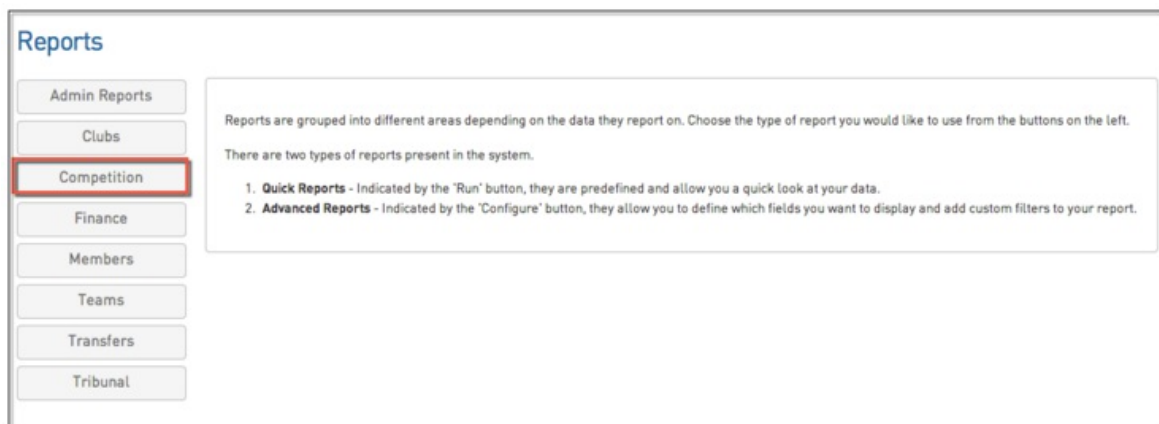 Reports
Admin Reports
Clubs
Competition
Finance
Members
Teams
Transfers
Tribunal
Reports are grouped into different areas depending on the data they report on. Choose the type of report you would like to use from the buttons on the left.
There are two types of reports present in the system.
1. Quick Reports - Indicated by the 'Run' button, they are predefined and allow you a quick look at your data.
2. Advanced Reports - Indicated by the 'Configure' button, they allow you to define which fields you want to display and add custom filters to your report.